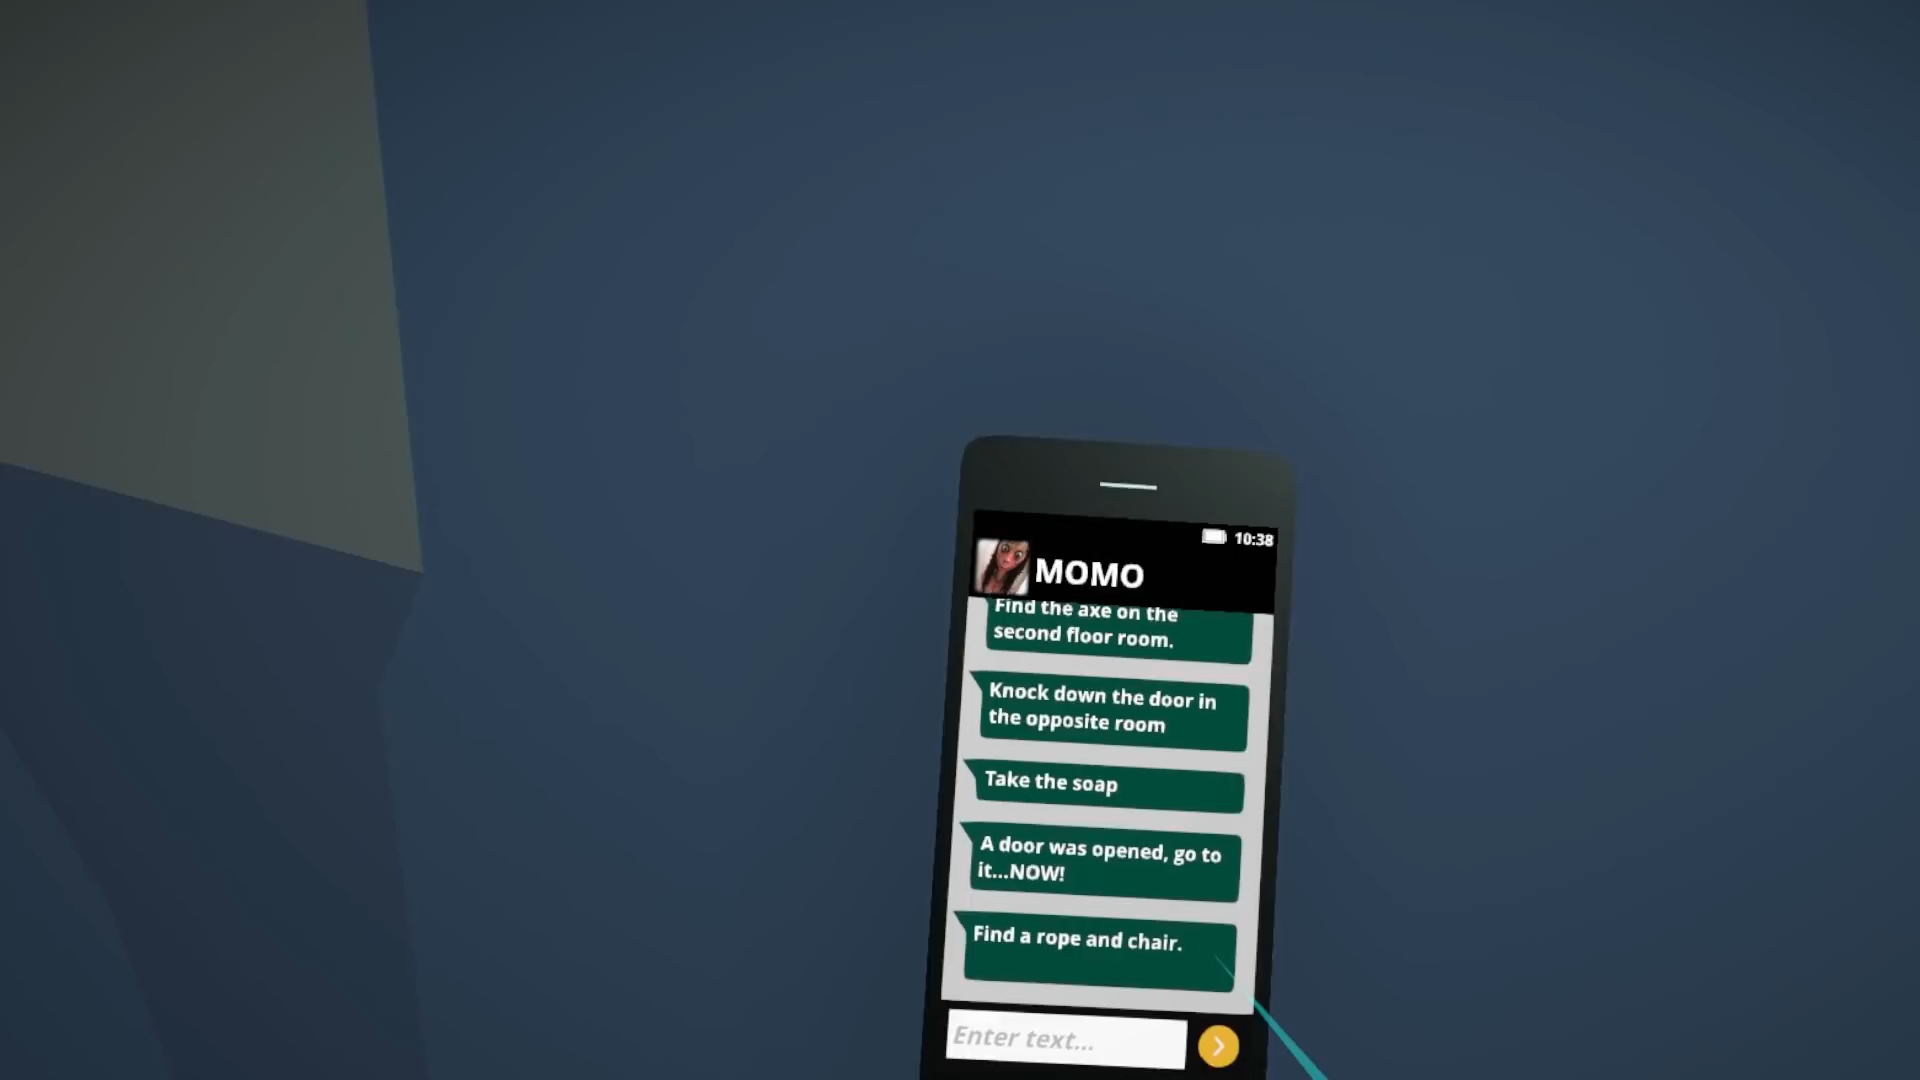 10:38
MOMO
Find the axe on the
second floor room.
Knock down the door in
the opposite room
Take the soap
A door was opened, go to
it...NOW!
Find a rope and chair.
Enter text...